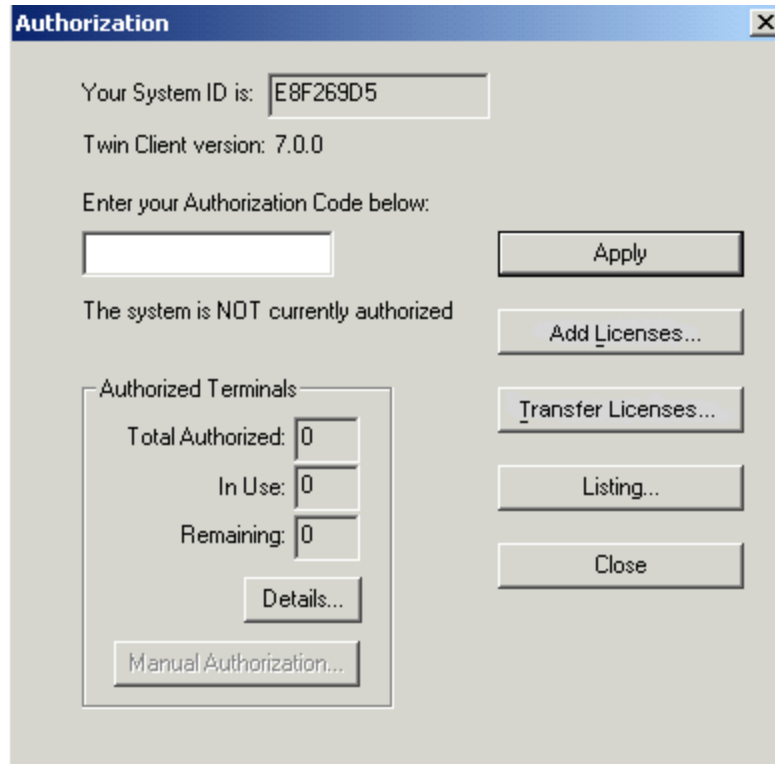 Authorization
Your System ID is: E8F269D5
Twin Client version: 7.0.0
Enter your Authorization Code below:
Apply
The system is NOT currently authorized
Add Licenses...
Authorized Terminals
Transfer Licenses...
Total Authorized: 0
In Use: 0
Listing...
Remaining: 0
Close
Details...
Manual Authorization...